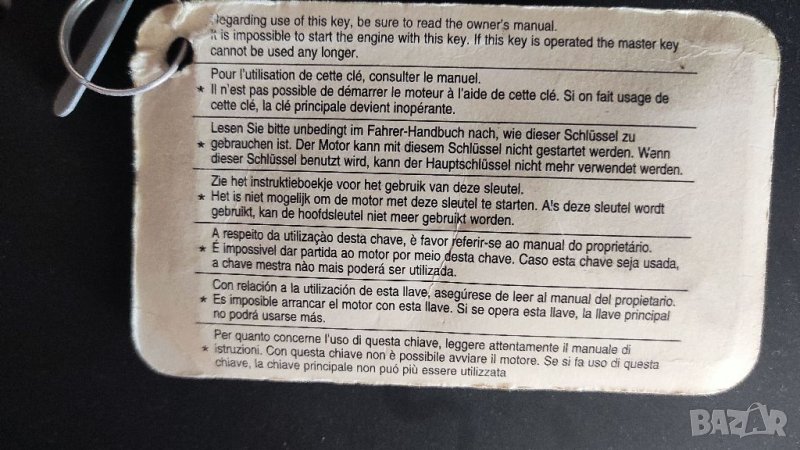 Regarding use of this key, be sure to read the owner's manual.
It is impossible to start the engine with this key. If this key is operated the master key
cannot be used any longer.
Pour l'utilisation de cette clé, consulter le manuel.
* Il n'est pas possible de démarrer le moteur à l'aide de cette clé. Si on fait usage de
cette clé, la clé principale devient inopérante.
Lesen Sie bitte unbedingt im Fahrer-Handbuch nach, wie dieser Schlüssel zu
* gebrauchen ist. Der Motor kann mit diesem Schlüssel nicht gestartet werden. Wenn
dieser Schlüssel benutzt wird, kann der Hauptschlüssel nicht mehr verwendet werden.
Zie het instruktieboekje voor het gebruik van deze sleutel.
* Het is niet mogelijk om de motor met deze sleutel te starten. A's deze sleutel wordt
gebruikt, kan de hoofdsleutel niet meer gebruikt worden.
A respeito da utilizaçào desta chave, è favor referir-se ao manual do proprietário.
* É impossivel dar partida ao motor por meio desta chave. Caso esta chave seja usada,
a chave mestra nào mais poderá ser utilizada.
Con relación a la utilización de esta llave, asegúrese de leer al manual del propietario.
* Es imposible arrancar el motor con esta llave. Si se opera esta llave, la llave principal
no podrá usarse más.
Per quanto concerne l'uso di questa chiave, leggere attentamente il manuale di
* istruzioni. Con questa chiave non è possibile avviare il motore. Se si fa uso di questa
chiave, la chiave principale non puó più essere utilizzata
BAZAR